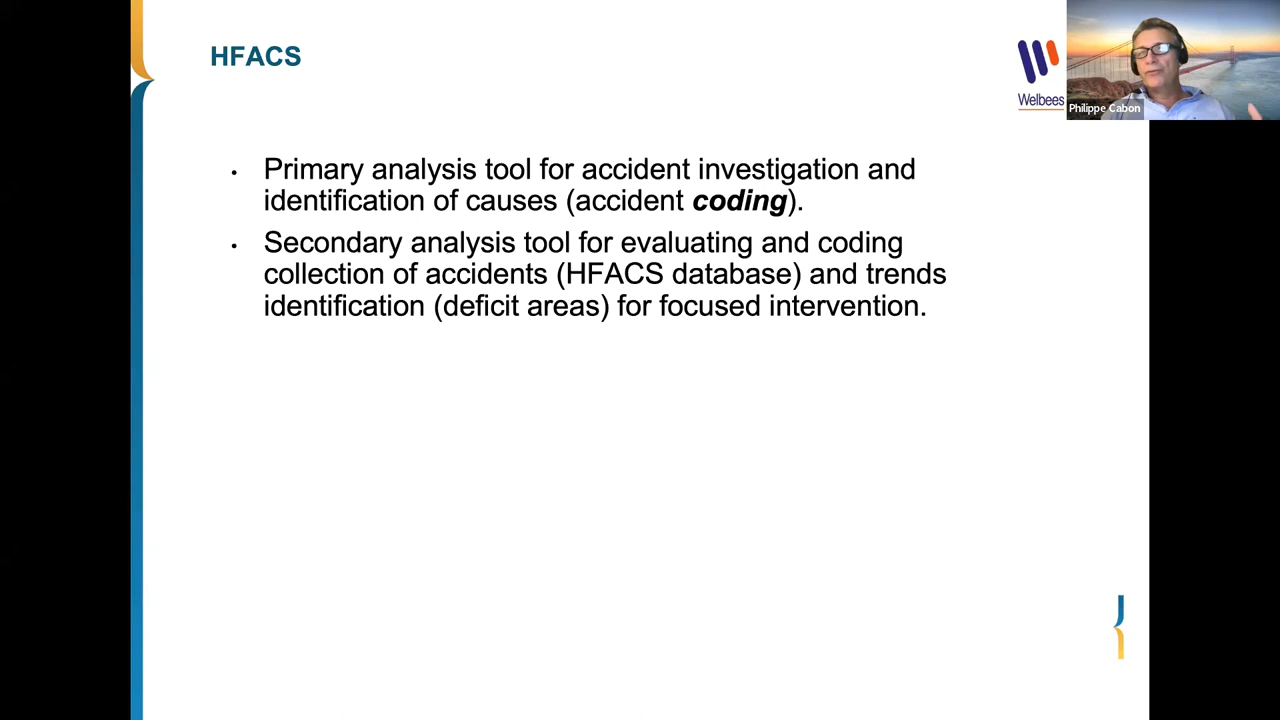 HFACS
Welbees
Philippe Cabon
• Primary analysis tool for accident investigation and
identification of causes (accident coding).
• Secondary analysis tool for evaluating and coding
collection of accidents (HFACS database) and trends
identification (deficit areas) for focused intervention.